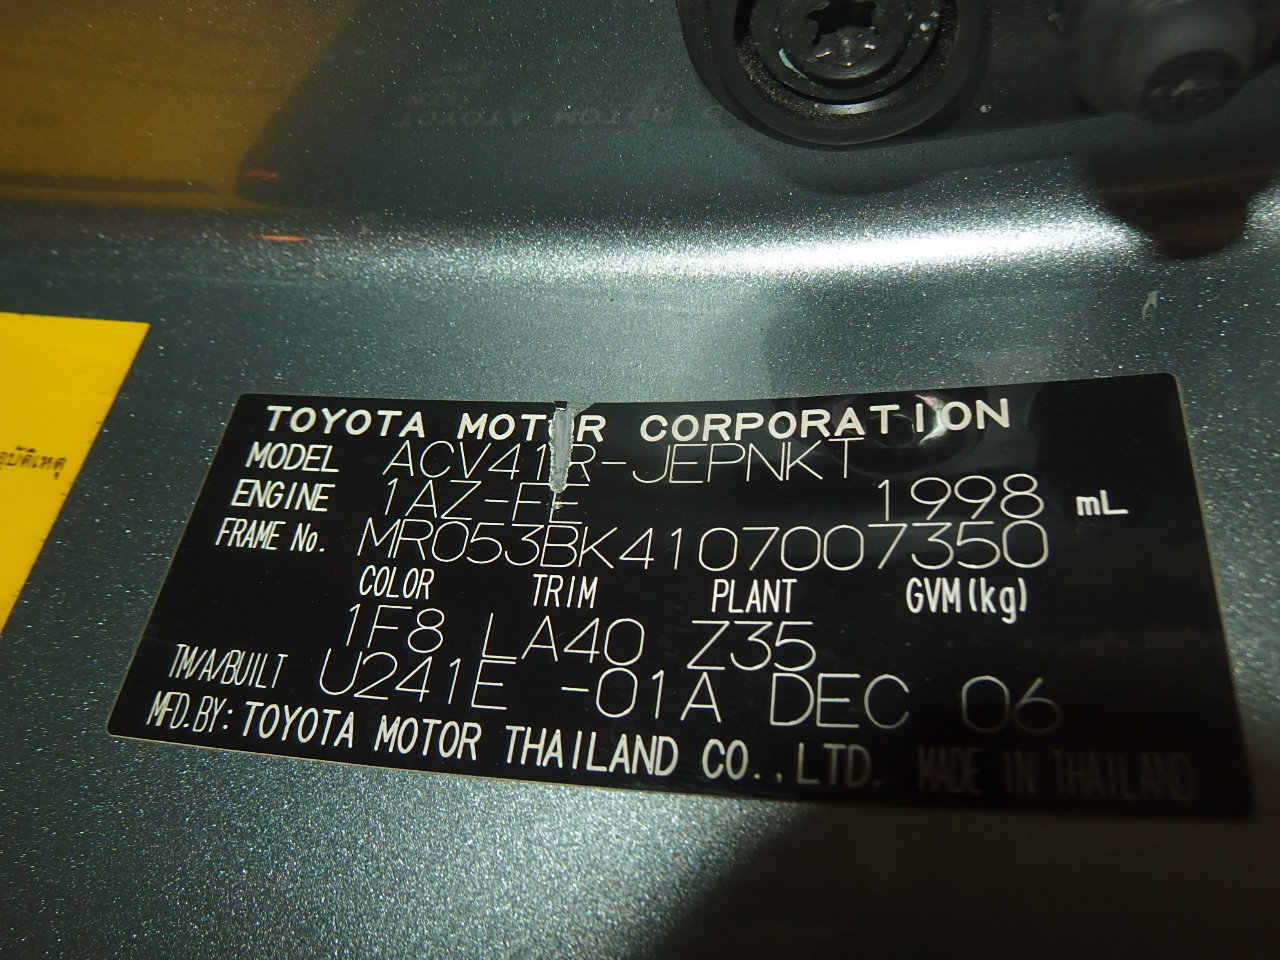 TOYOTA MOTOR CORPORATION
MODEL ACV41R-JEPNKT
ENGINE 1AZ-FE 1998 mL
FRAME No. MR053BK4107007350
COLOR TRIM PLANT GVM(kg)
1F8 LA40 Z35
TM/A/BUILT U241E -01A DEC 06
MFD.BY: TOYOTA MOTOR THAILAND CO.,LTD. MADE IN THAILAND